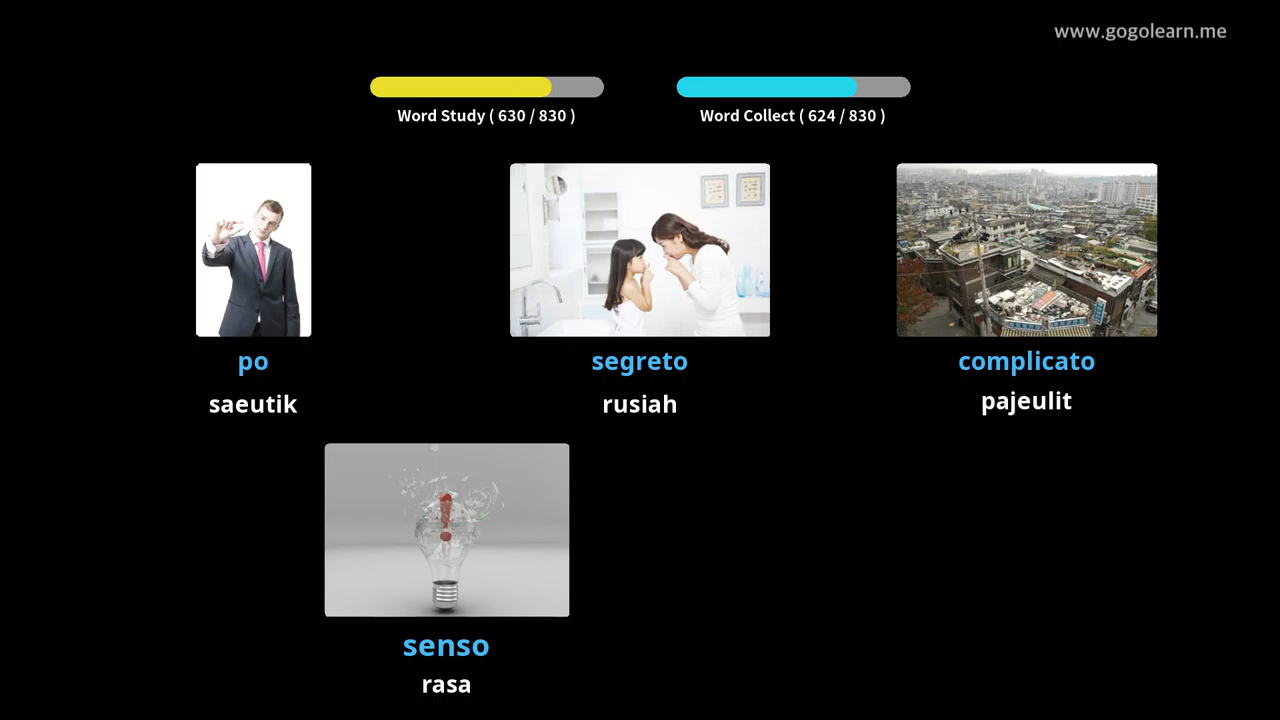 www.gogolearn.me
Word Study ( 630 / 830 )
Word Collect ( 624 / 830 )
po
segreto
complicato
saeutik
rusiah
pajeulit
senso
rasa